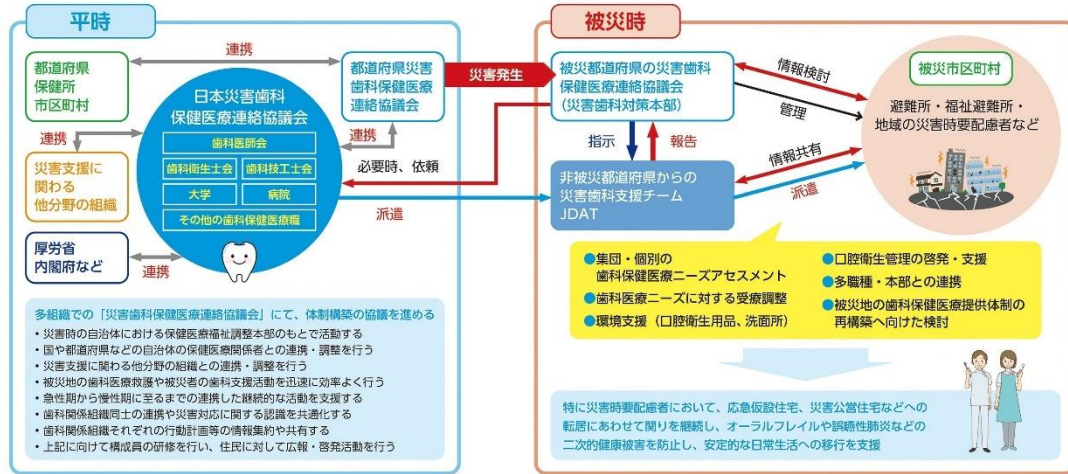 平時
都道府県
保健所
市区町村
連携
都道府県災害
歯科保健医療
連絡協議会
日本災害歯科
保健医療連絡協議会
歯科医師会
歯科衛生士会
歯科技工士会
大学
病院
その他の歯科保健医療職
連携
連携
災害支援に
関わる
他分野の組織
厚労省
内閣府など
連携
災害発生
必要時、依頼
派遣
多組織での「災害歯科保健医療連絡協議会」にて、体制構築の協議を進める
・災害時の自治体における保健医療福祉調整本部のもとで活動する
・国や都道府県などの自治体の保健医療関係者との連携・調整を行う
・災害支援に関わる他分野の組織との連携・調整を行う
・被災地の歯科医療救護や被災者の歯科支援活動を迅速に効率よく行う
・急性期から慢性期に至るまでの連携した継続的な活動を支援する
・歯科関係組織同士の連携や災害対応に関する認識を共通化する
・歯科関係組織それぞれの行動計画等の情報集約や共有する
・上記に向けて構成員の研修を行い、住民に対して広報・啓発活動を行う
被災時
被災都道府県の災害歯科
保健医療連絡協議会
（災害歯科対策本部）
指示
報告
非被災都道府県からの
災害歯科支援チーム
JDAT
情報検討
管理
情報共有
派遣
被災市区町村
避難所・福祉避難所・
地域の災害時要配慮者など
●集団・個別の
歯科保健医療ニーズアセスメント
●歯科医療ニーズに対する受療調整
●環境支援（口腔衛生用品、洗面所）
●口腔衛生管理の啓発・支援
●多職種・本部との連携
●被災地の歯科保健医療提供体制の
再構築へ向けた検討
特に災害時要配慮者において、応急仮設住宅、災害公営住宅などへの
転居にあわせて関りを継続し、オーラルフレイルや誤嚥性肺炎などの
二次的健康被害を防止し、安定的な日常生活への移行を支援